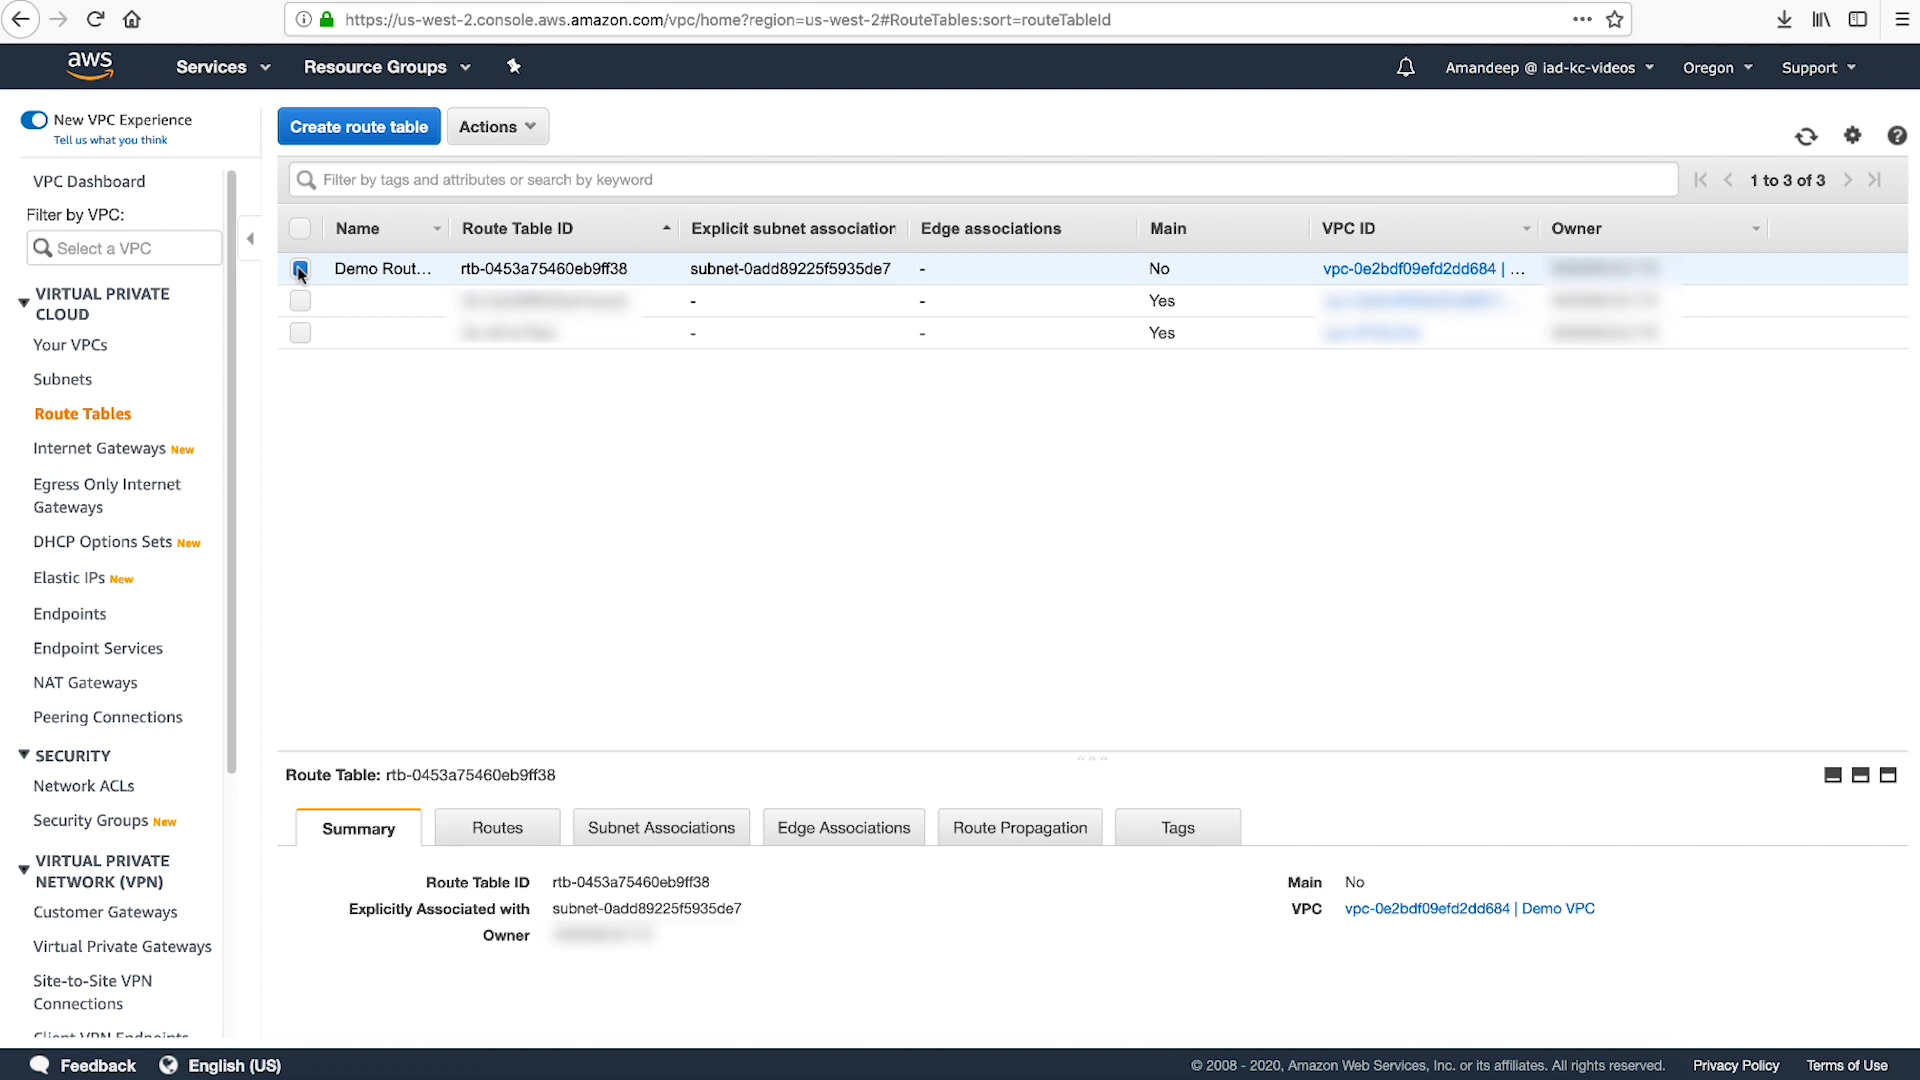 https://us-west-2.console.aws.amazon.com/vpc/home?region=us-west-2#RouteTables:sort=routeTableId
aws Services Resource Groups Amandeep @ iad-kc-videos Oregon Support
New VPC Experience
Tell us what you think
VPC Dashboard
Filter by VPC:
Select a VPC
VIRTUAL PRIVATE
CLOUD
Your VPCs
Subnets
Route Tables
Internet Gateways New
Egress Only Internet
Gateways
DHCP Options Sets New
Elastic IPs New
Endpoints
Endpoint Services
NAT Gateways
Peering Connections
SECURITY
Network ACLs
Security Groups New
VIRTUAL PRIVATE
NETWORK (VPN)
Customer Gateways
Virtual Private Gateways
Site-to-Site VPN
Connections
Client VPN Endpoints
Create route table Actions
Filter by tags and attributes or search by keyword
1 to 3 of 3
Name Route Table ID Explicit subnet association Edge associations Main VPC ID Owner
Demo Rout... rtb-0453a75460eb9ff38 subnet-0add89225f5935de7 - No vpc-0e2bdf09efd2dd684 | ...
- - Yes
- - Yes
Route Table: rtb-0453a75460eb9ff38
Summary Routes Subnet Associations Edge Associations Route Propagation Tags
Route Table ID rtb-0453a75460eb9ff38 Main No
Explicitly Associated with subnet-0add89225f5935de7 VPC vpc-0e2bdf09efd2dd684 | Demo VPC
Owner
Feedback English (US) © 2008 - 2020, Amazon Web Services, Inc. or its affiliates. All rights reserved. Privacy Policy Terms of Use